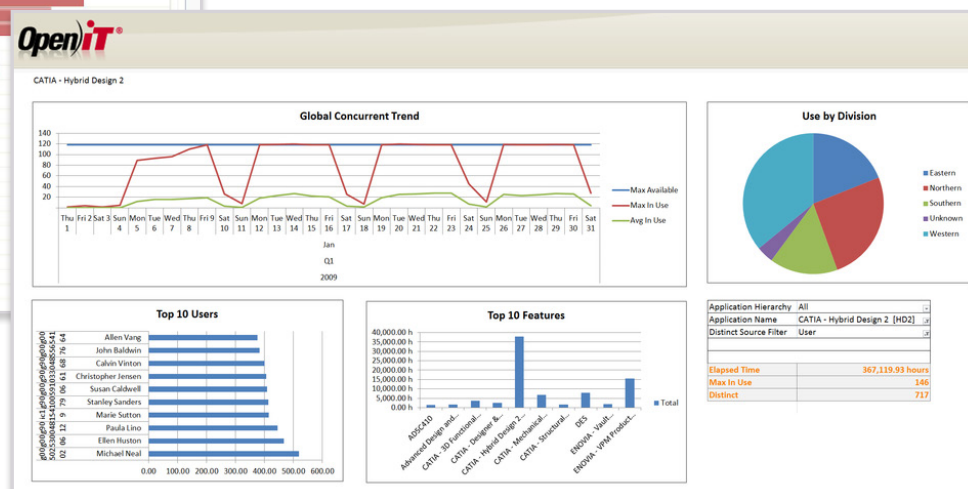 Open iT®
CATIA - Hybrid Design 2
Global Concurrent Trend
140
120
100
80
60
40
20
Thu Fri 2 Sat 3 Sun Mon Tue Wed Thu Fri 9 Sat Sun Mon Tue Wed Thu Fri Sat Sun Mon Tue Wed Thu Fri Sat Sun Mon Tue Wed Thu Fri Sat
1 4 5 6 7 8 10 11 12 13 14 15 16 17 18 19 20 21 22 23 24 25 26 27 28 29 30 31
Jan
Q1
2009
Max Available
Max In Use
Avg In Use
Use by Division
Eastern
Northern
Southern
Unknown
Western
Top 10 Users
Allen Vang
John Baldwin
Calvin Vinton
Christopher Jensen
Susan Caldwell
Stanley Sanders
Marie Sutton
Paula Lino
Ellen Huston
Michael Neal
0.00 100.00 200.00 300.00 400.00 500.00 600.00
Top 10 Features
40,000.00 h
35,000.00 h
30,000.00 h
25,000.00 h
20,000.00 h
15,000.00 h
10,000.00 h
5,000.00 h
0.00 h
ADSC410
Advanced Design and...
CATIA - 3D Functional...
CATIA - Designer &...
CATIA - Hybrid Design 2...
CATIA - Mechanical...
CATIA - Structural...
DES
ENOVIA - Vault...
ENOVIA - VPM Product...
Total
Application Hierarchy All
Application Name CATIA - Hybrid Design 2 [HD2]
Distinct Source Filter User
Elapsed Time 367,119.93 hours
Max In Use 146
Distinct 717